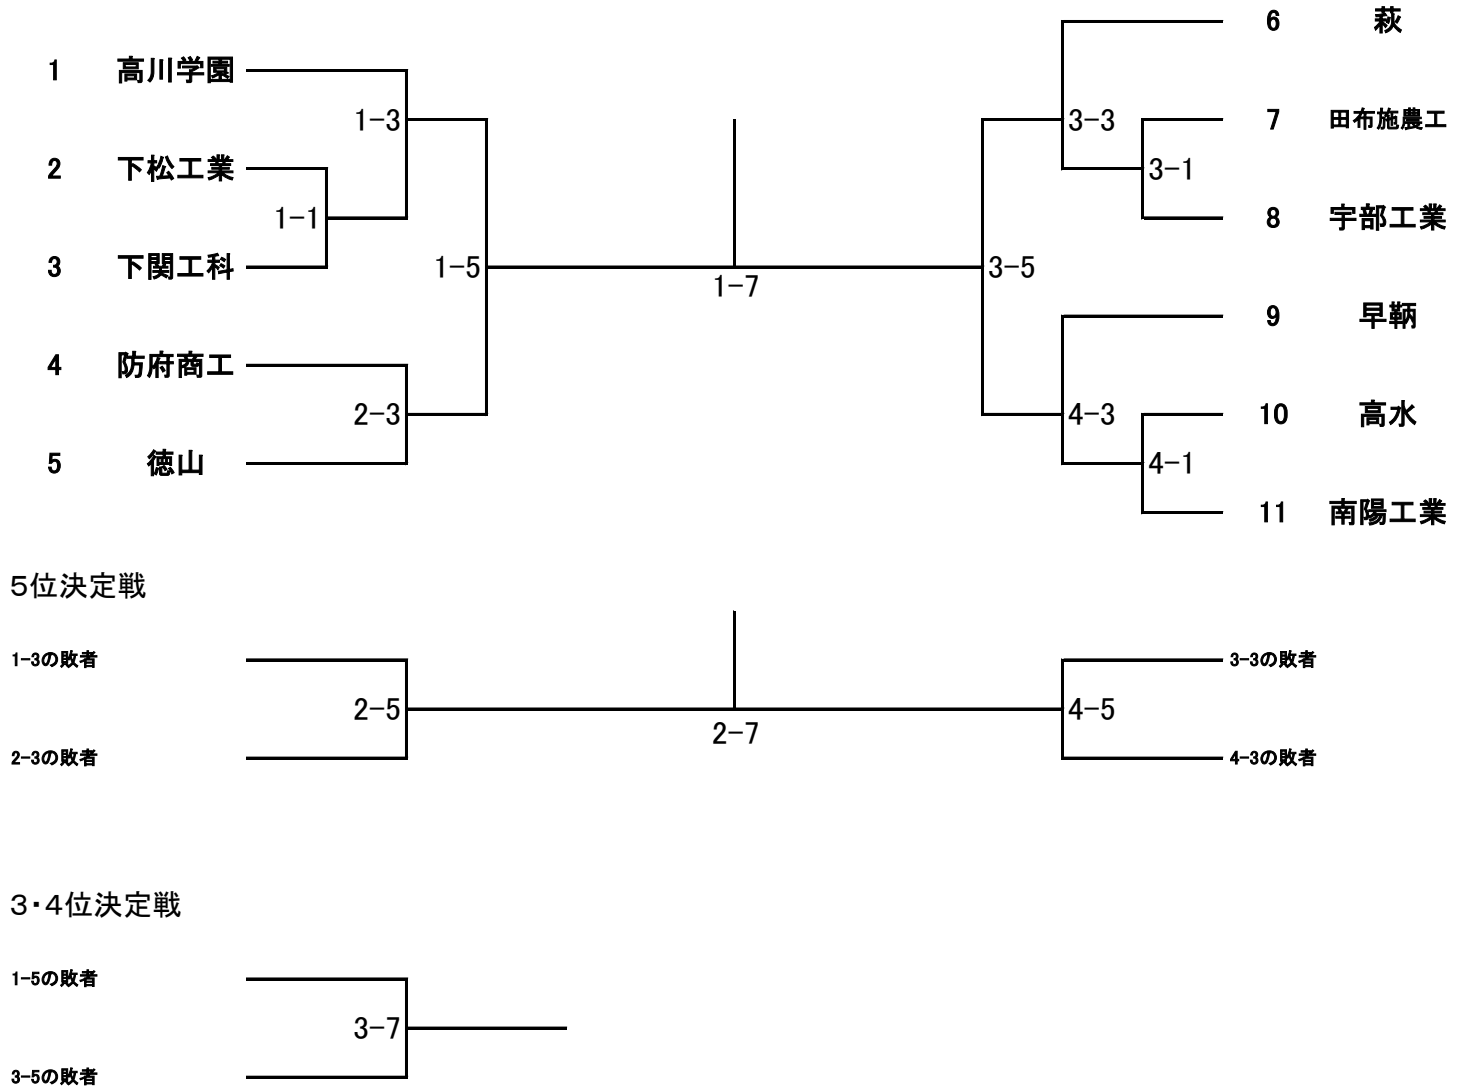 6 萩
1 高川学園
1-3
3-3
7 田布施農工
2 下松工業
3-1
1-1
8 宇部工業
3 下関工科
1-5
3-5
1-7
9 早鞆
4 防府商工
2-3
4-3
10 高水
5 徳山
4-1
11 南陽工業
5位決定戦
1-3の敗者
3-3の敗者
2-5
4-5
2-7
2-3の敗者
4-3の敗者
3・4位決定戦
1-5の敗者
3-7
3-5の敗者